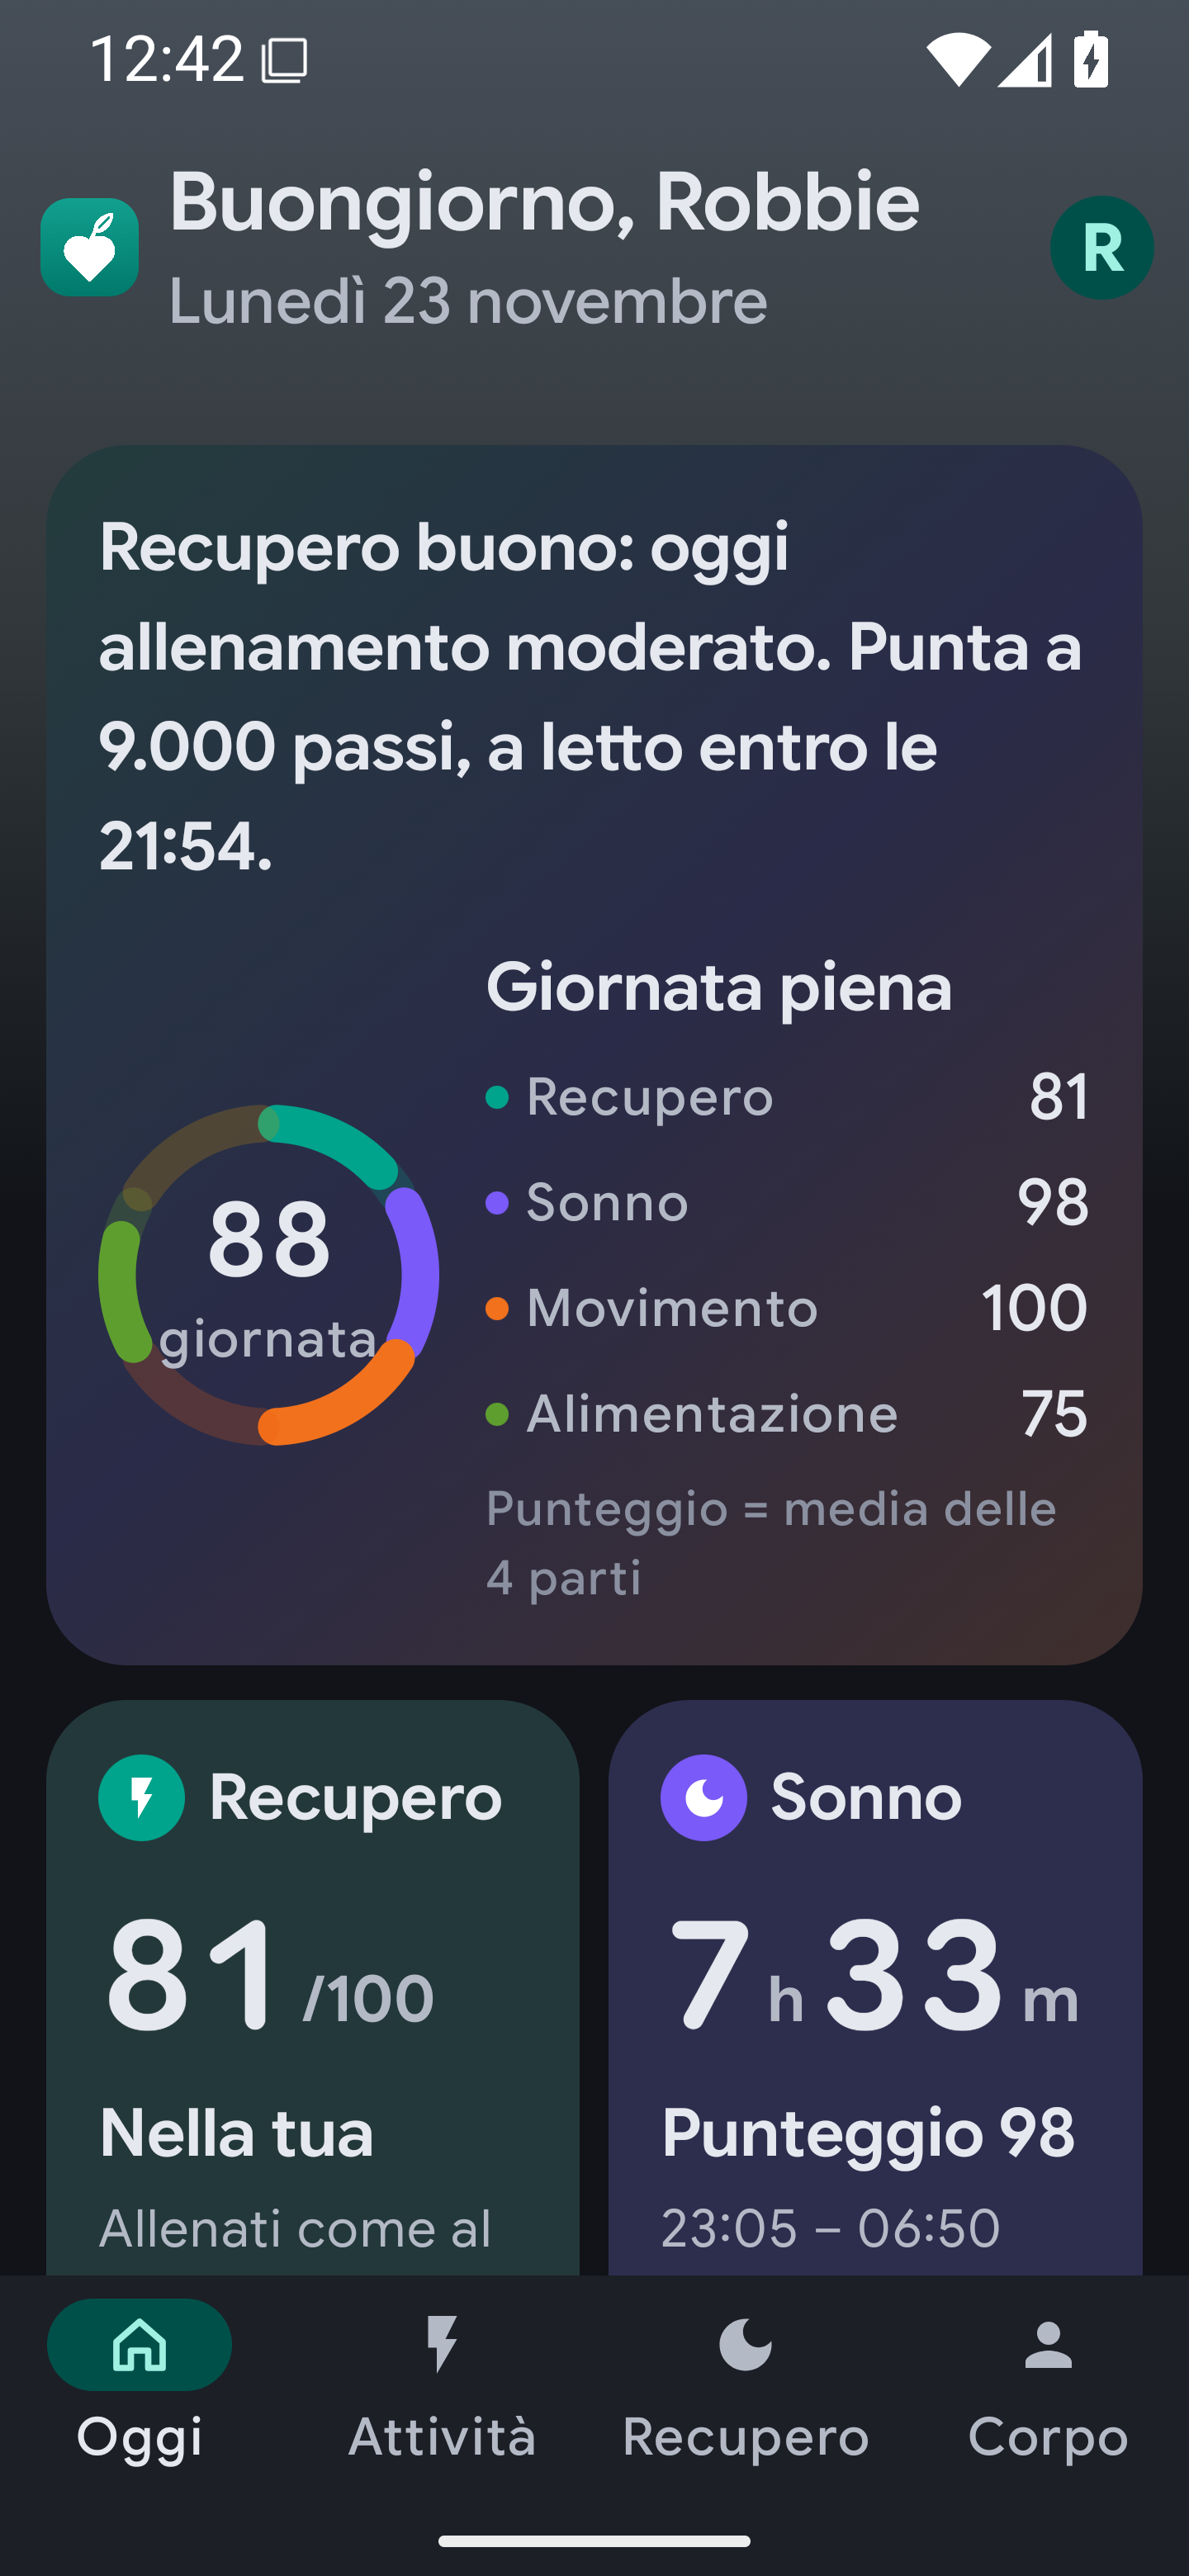 12:42
Buongiorno, Robbie
Lunedì 23 novembre
R
Recupero buono: oggi
allenamento moderato. Punta a
9.000 passi, a letto entro le
21:54.
Giornata piena
Recupero 81
Sonno 98
Movimento 100
Alimentazione 75
Punteggio = media delle
4 parti
88
giornata
Recupero
81 /100
Nella tua
Allenati come al
Sonno
7 h 33 m
Punteggio 98
23:05 – 06:50
Oggi
Attività
Recupero
Corpo